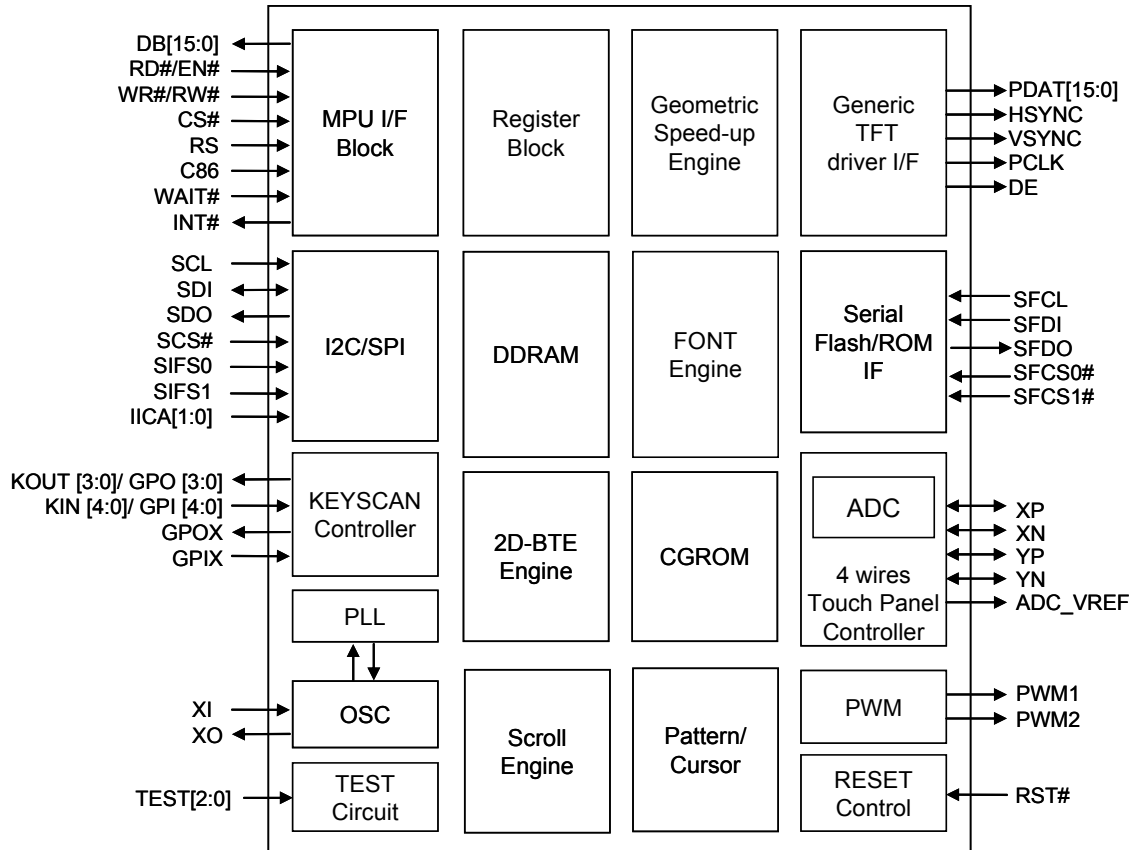 DB[15:0]
RD#/EN#
WR#/RW#
CS#
RS
C86
WAIT#
INT#
MPU I/F
Block
Register
Block
Geometric
Speed-up
Engine
Generic
TFT
driver I/F
PDAT[15:0]
HSYNC
VSYNC
PCLK
DE
SCL
SDI
SDO
SCS#
SIFS0
SIFS1
IICA[1:0]
I2C/SPI
DDRAM
FONT
Engine
Serial
Flash/ROM
IF
SFCL
SFDI
SFDO
SFCS0#
SFCS1#
KOUT [3:0]/ GPO [3:0]
KIN [4:0]/ GPI [4:0]
GPOX
GPIX
KEYSCAN
Controller
2D-BTE
Engine
CGROM
ADC
4 wires
Touch Panel
Controller
XP
XN
YP
YN
ADC_VREF
PLL
XI
XO
OSC
Scroll
Engine
Pattern/
Cursor
PWM
PWM1
PWM2
TEST[2:0]
TEST
Circuit
RESET
Control
RST#